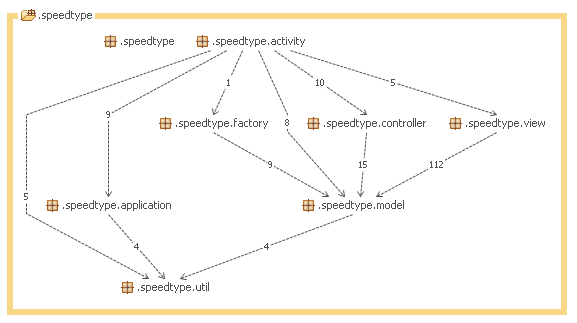 .speedtype
.speedtype .speedtype.activity
1 10 5
9
.speedtype.factory 8 .speedtype.controller .speedtype.view
9 15 112
5
.speedtype.application .speedtype.model
4 4
.speedtype.util